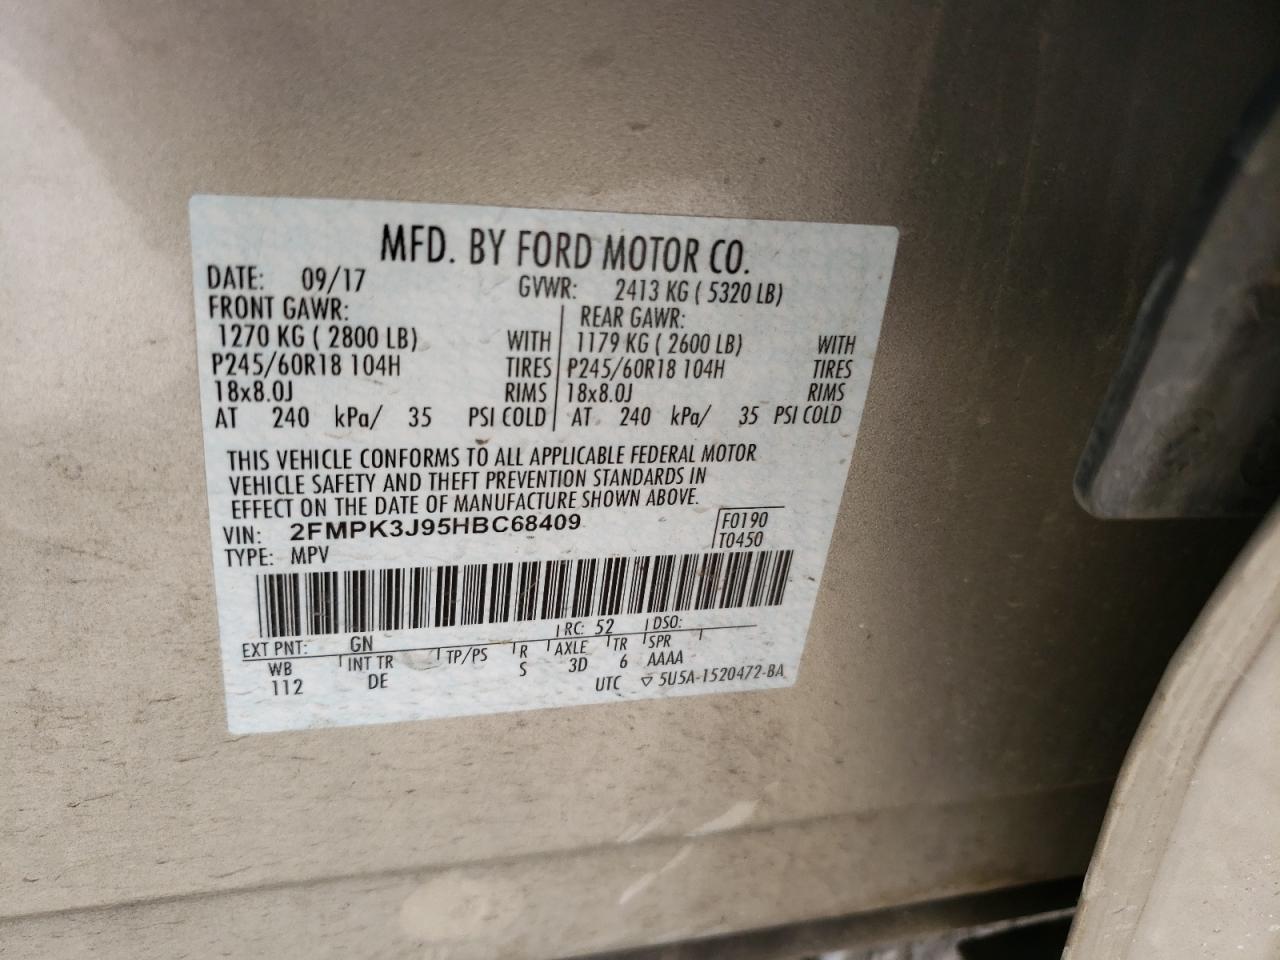 MFD. BY FORD MOTOR CO.
DATE: 09/17 GVWR: 2413 KG ( 5320 LB)
FRONT GAWR: REAR GAWR:
1270 KG ( 2800 LB) WITH 1179 KG ( 2600 LB) WITH
P245/60R18 104H TIRES P245/60R18 104H TIRES
18x8.0J RIMS 18x8.0J RIMS
AT 240 kPa/ 35 PSI COLD AT 240 kPa/ 35 PSI COLD
THIS VEHICLE CONFORMS TO ALL APPLICABLE FEDERAL MOTOR
VEHICLE SAFETY AND THEFT PREVENTION STANDARDS IN
EFFECT ON THE DATE OF MANUFACTURE SHOWN ABOVE.
VIN: 2FMPK3J95HBC68409 F0190
TYPE: MPV T0450
EXT PNT: GN RC: 52 DSO:
WB INT TR TP/PS R AXLE TR SPR
112 DE S 3D 6 AAAA
UTC ▽ 5U5A-1520472-BA